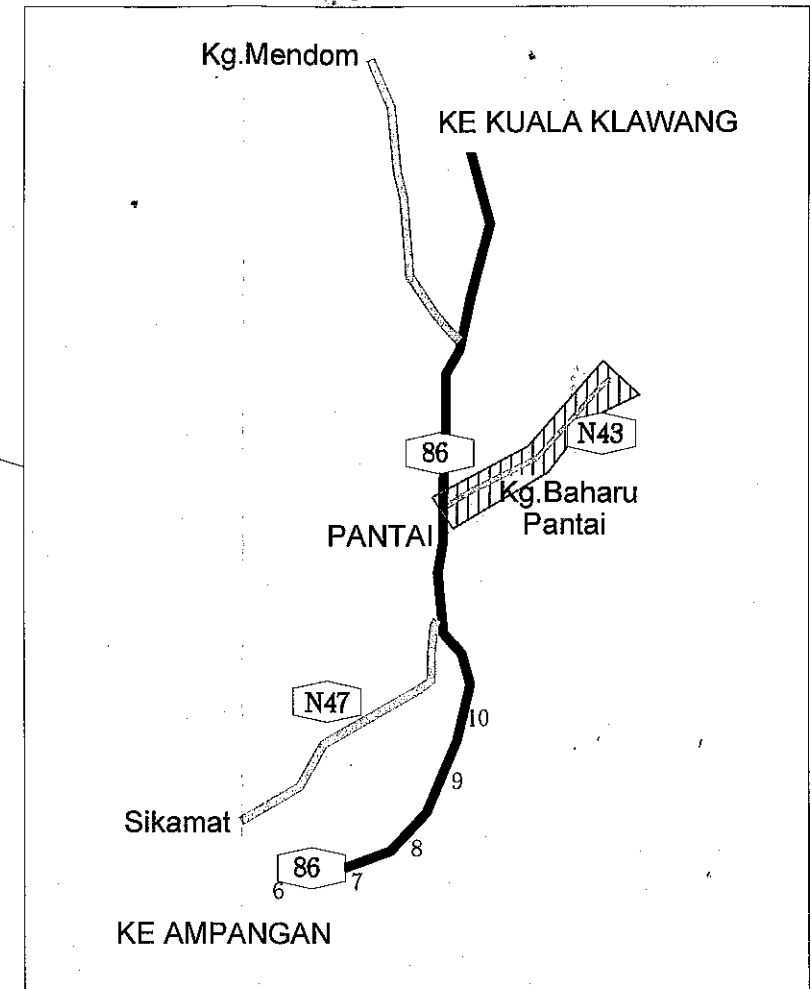 Kg.Mendom
KE KUALA KLAWANG
86
N43
Kg.Baharu
Pantai
PANTAI
N47
10
9
Sikamat
8
86
7
6
KE AMPANGAN